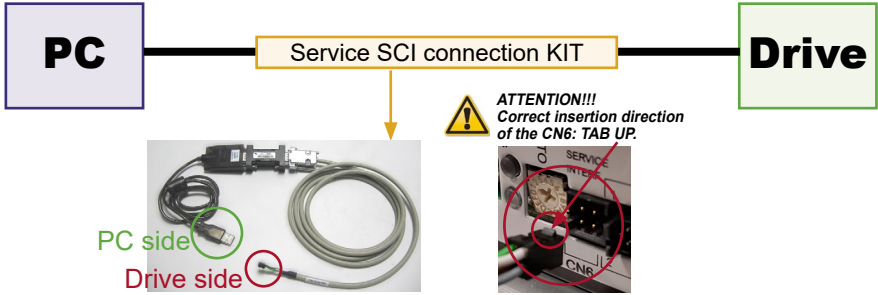 PC
Service SCI connection KIT
Drive
ATTENTION!!!
Correct insertion direction
of the CN6: TAB UP.
SERVICE
CN6
PC side
Drive side